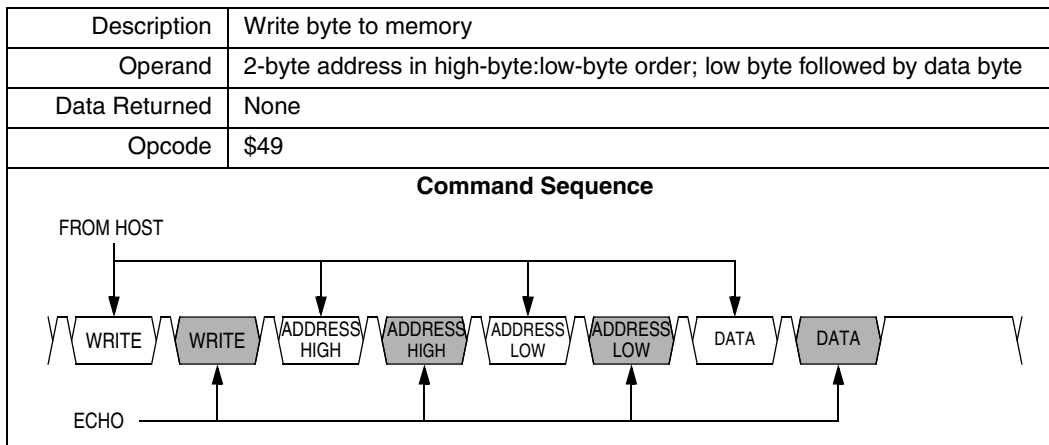 Description Write byte to memory
Operand 2-byte address in high-byte:low-byte order; low byte followed by data byte
Data Returned None
Opcode $49
Command Sequence
FROM HOST
WRITE WRITE ADDRESS HIGH ADDRESS HIGH ADDRESS LOW ADDRESS LOW DATA DATA
ECHO